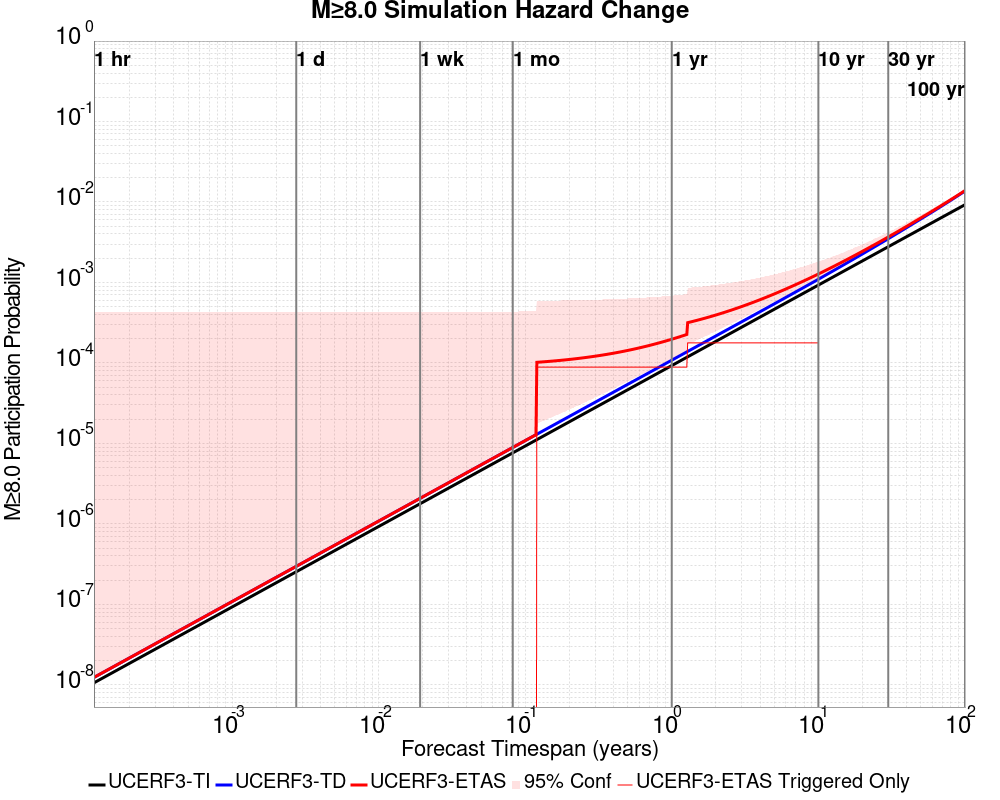 M≥8.0 Simulation Hazard Change
M≥8.0 Participation Probability
10^0
10^-1
10^-2
10^-3
10^-4
10^-5
10^-6
10^-7
10^-8
1 hr 1 d 1 wk 1 mo 1 yr 10 yr 30 yr
100 yr
10^-3 10^-2 10^-1 10^0 10^1 10^2
Forecast Timespan (years)
UCERF3-TI UCERF3-TD UCERF3-ETAS 95% Conf UCERF3-ETAS Triggered Only